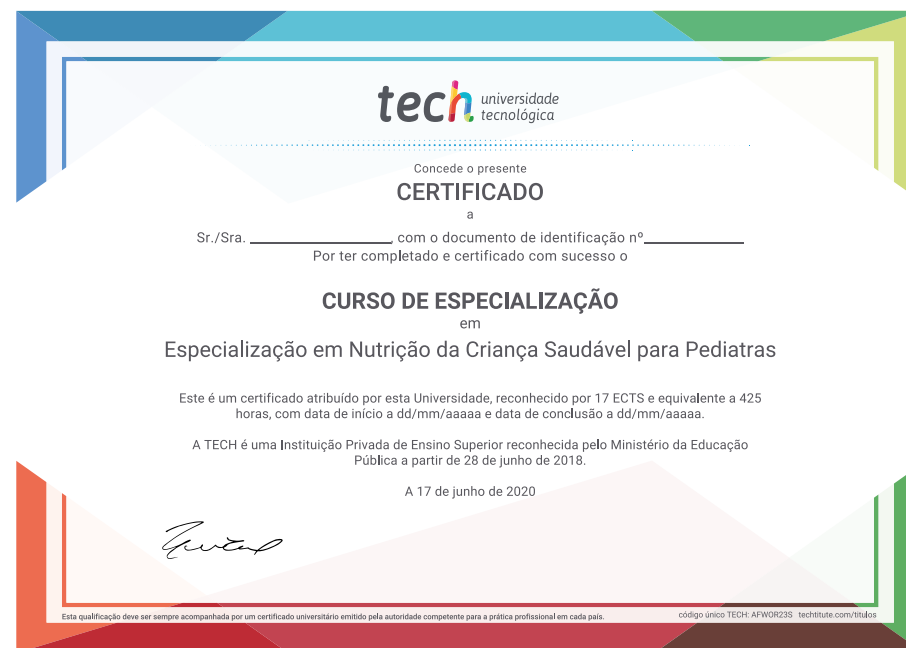 tech universidade
tecnológica
Concede o presente
CERTIFICADO
a
Sr./Sra. ____________________, com o documento de identificação nº______________
Por ter completado e certificado com sucesso o
CURSO DE ESPECIALIZAÇÃO
em
Especialização em Nutrição da Criança Saudável para Pediatras
Este é um certificado atribuído por esta Universidade, reconhecido por 17 ECTS e equivalente a 425
horas, com data de início a dd/mm/aaaaa e data de conclusão a dd/mm/aaaaa.
A TECH é uma Instituição Privada de Ensino Superior reconhecida pelo Ministério da Educação
Pública a partir de 28 de junho de 2018.
A 17 de junho de 2020
Esta qualificação deve ser sempre acompanhada por um certificado universitário emitido pela autoridade competente para a prática profissional em cada país.
código único TECH: AFWOR23S techtitute.com/titulos